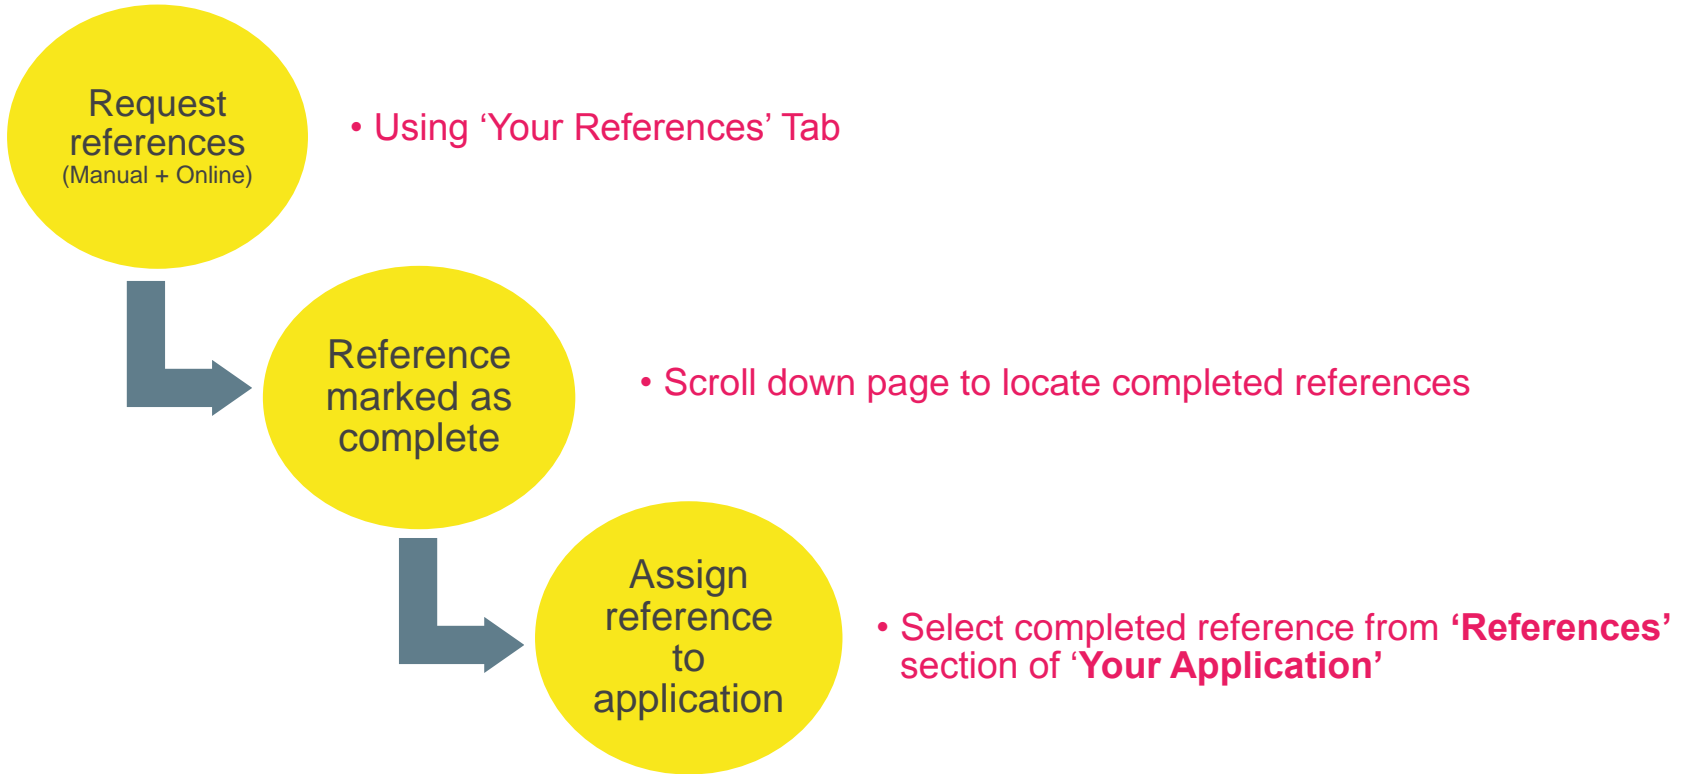 Request
references
(Manual + Online)
• Using ‘Your References’ Tab
Reference
marked as
complete
• Scroll down page to locate completed references
Assign
reference
to
application
• Select completed reference from ‘References’
section of ‘Your Application’